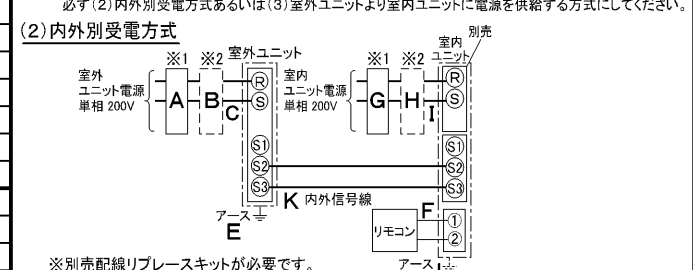 必ず(2)内外別受電方式あるいは(3)室外ユニットより室内ユニットに電源を供給する方式にしてください。
(2)内外別受電方式
※1 ※2 室外ユニット
室外
ユニット電源
単相 200V
A B C
R
S
S1
S2
S3
アース
E
※1 ※2
室内
ユニット
別売
室内
ユニット電源
単相 200V
G H I
R
S
S1
S2
S3
K 内外信号線
リモコン
F
①
②
アース
※別売配線リプレースキットが必要です。